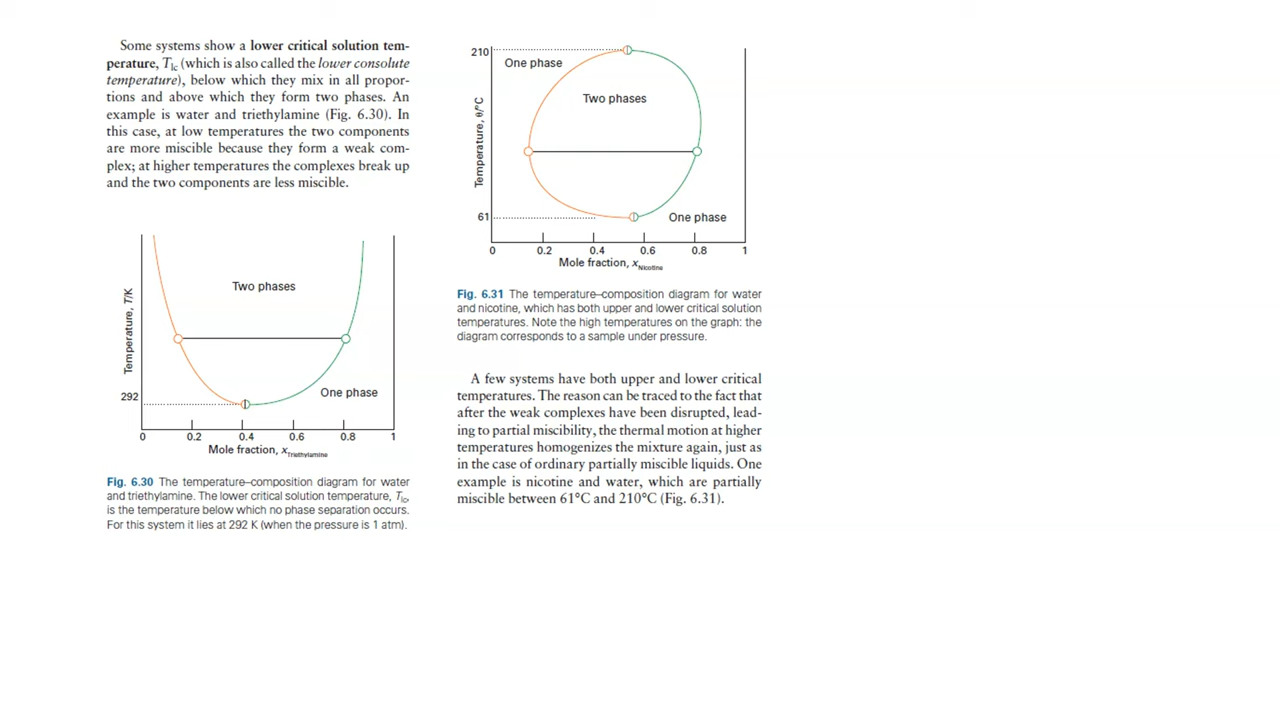 Some systems show a lower critical solution tem-
perature, Tlc (which is also called the lower consolute
temperature), below which they mix in all propor-
tions and above which they form two phases. An
example is water and triethylamine (Fig. 6.30). In
this case, at low temperatures the two components
are more miscible because they form a weak com-
plex; at higher temperatures the complexes break up
and the two components are less miscible.
Two phases
Temperature, T/K
292
One phase
0 0.2 0.4 0.6 0.8 1
Mole fraction, xTriethylamine
Fig. 6.30 The temperature–composition diagram for water
and triethylamine. The lower critical solution temperature, Tlc,
is the temperature below which no phase separation occurs.
For this system it lies at 292 K (when the pressure is 1 atm).
210
One phase
Two phases
Temperature, θ/°C
61
One phase
0 0.2 0.4 0.6 0.8 1
Mole fraction, xNicotine
Fig. 6.31 The temperature–composition diagram for water
and nicotine, which has both upper and lower critical solution
temperatures. Note the high temperatures on the graph: the
diagram corresponds to a sample under pressure.
A few systems have both upper and lower critical
temperatures. The reason can be traced to the fact that
after the weak complexes have been disrupted, lead-
ing to partial miscibility, the thermal motion at higher
temperatures homogenizes the mixture again, just as
in the case of ordinary partially miscible liquids. One
example is nicotine and water, which are partially
miscible between 61°C and 210°C (Fig. 6.31).